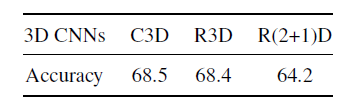 3D CNNs C3D R3D R(2+1)D
Accuracy 68.5 68.4 64.2